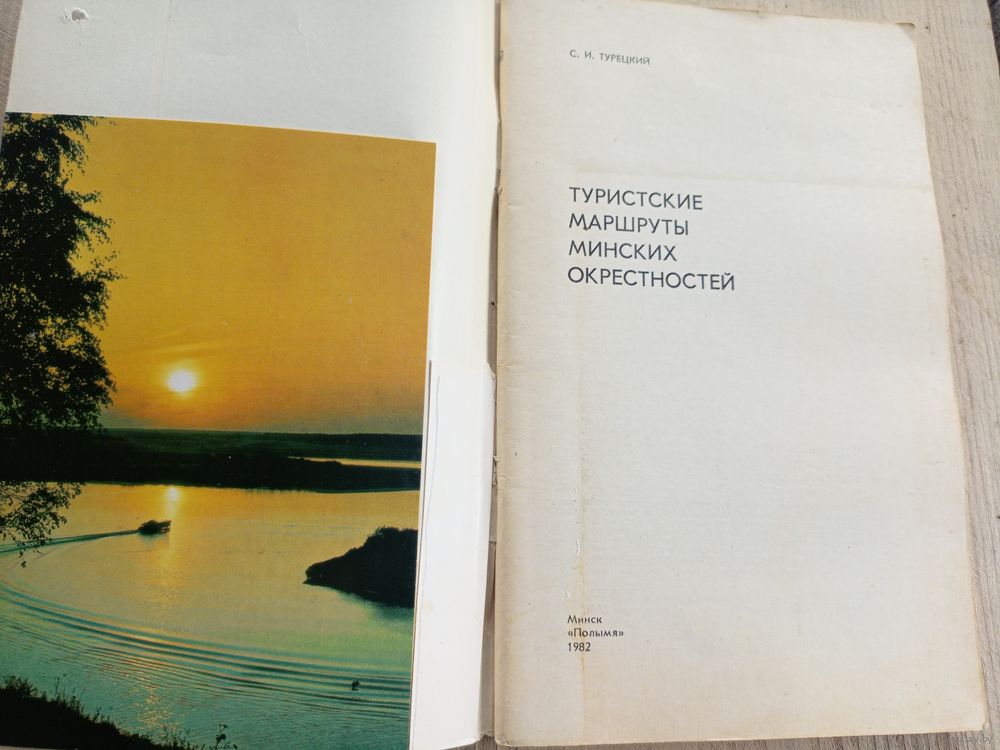 С. И. ТУРЕЦКИЙ
ТУРИСТСКИЕ
МАРШРУТЫ
МИНСКИХ
ОКРЕСТНОСТЕЙ
Минск
«Полымя»
1982